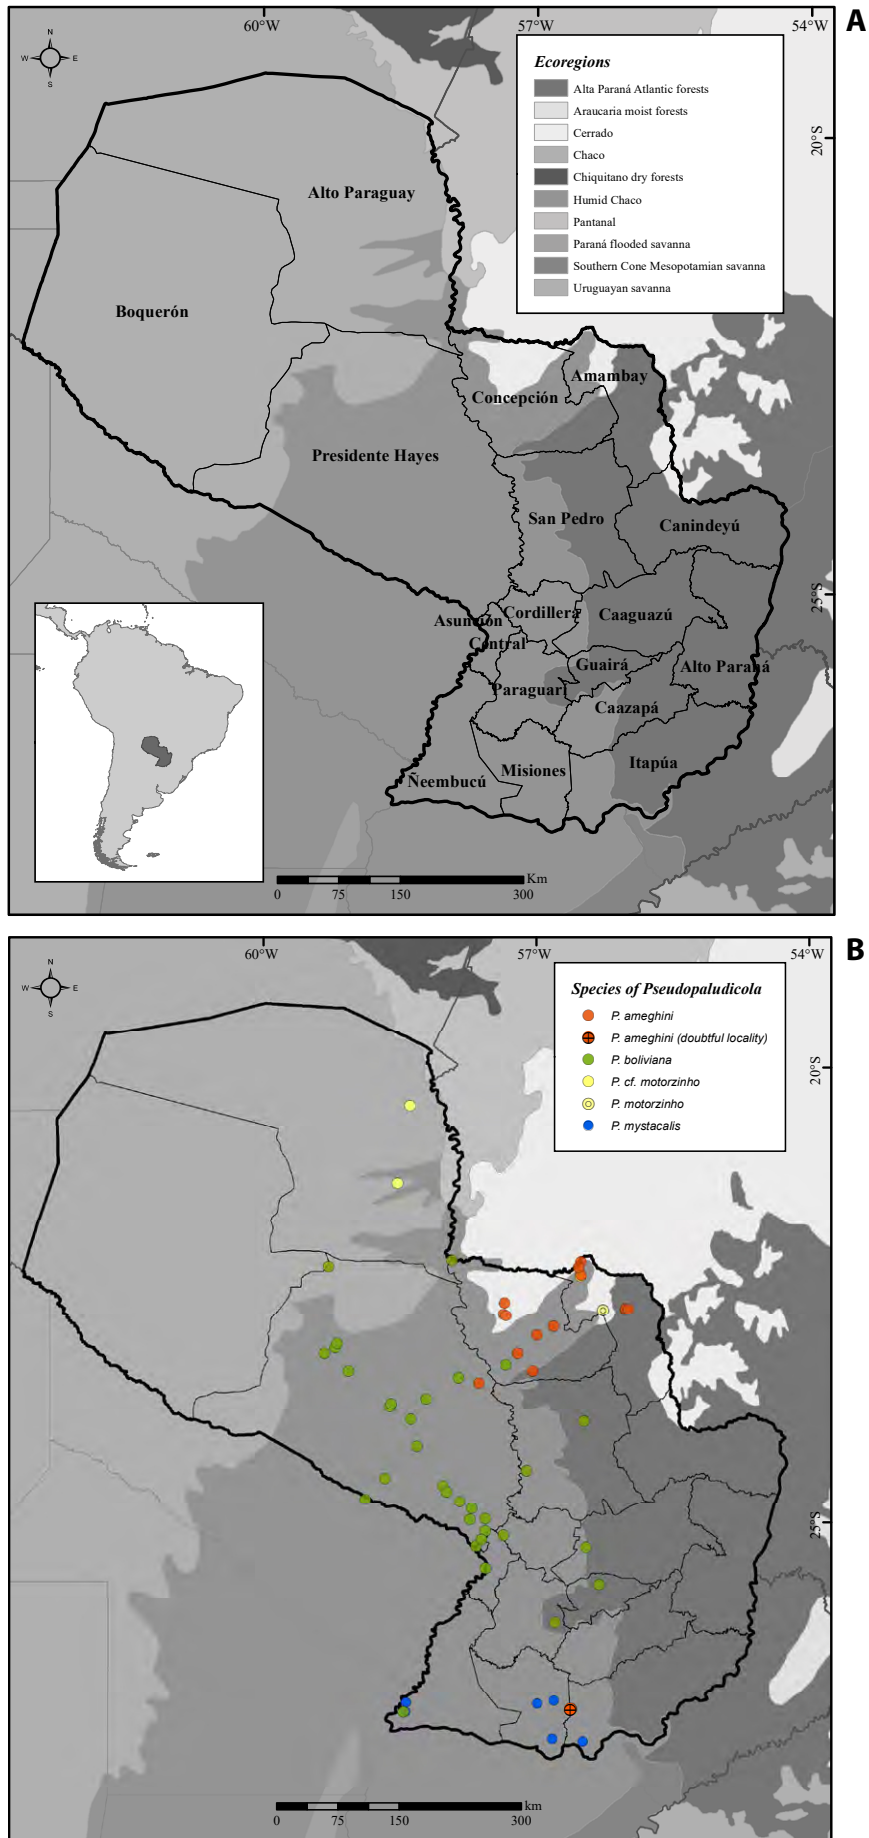 A
60°W
57°W
54°W
N
W
E
S
Ecoregions
Alta Paraná Atlantic forests
Araucaria moist forests
Cerrado
Chaco
Chiquitano dry forests
Humid Chaco
Pantanal
Paraná flooded savanna
Southern Cone Mesopotamian savanna
Uruguayan savanna
20°S
Alto Paraguay
Boquerón
Amambay
Concepción
Presidente Hayes
San Pedro
Canindeyú
25°S
Asunción
Cordillera
Caaguazú
Central
Guairá
Alto Paraná
Paraguarí
Caazapá
Itapúa
Misiones
Ñeembucú
0 75 150 300 Km
B
60°W
57°W
54°W
N
W
E
S
Species of Pseudopaludicola
P. ameghini
P. ameghini (doubtful locality)
P. boliviana
P. cf. motorzinho
P. motorzinho
P. mystacalis
20°S
25°S
0 75 150 300 km